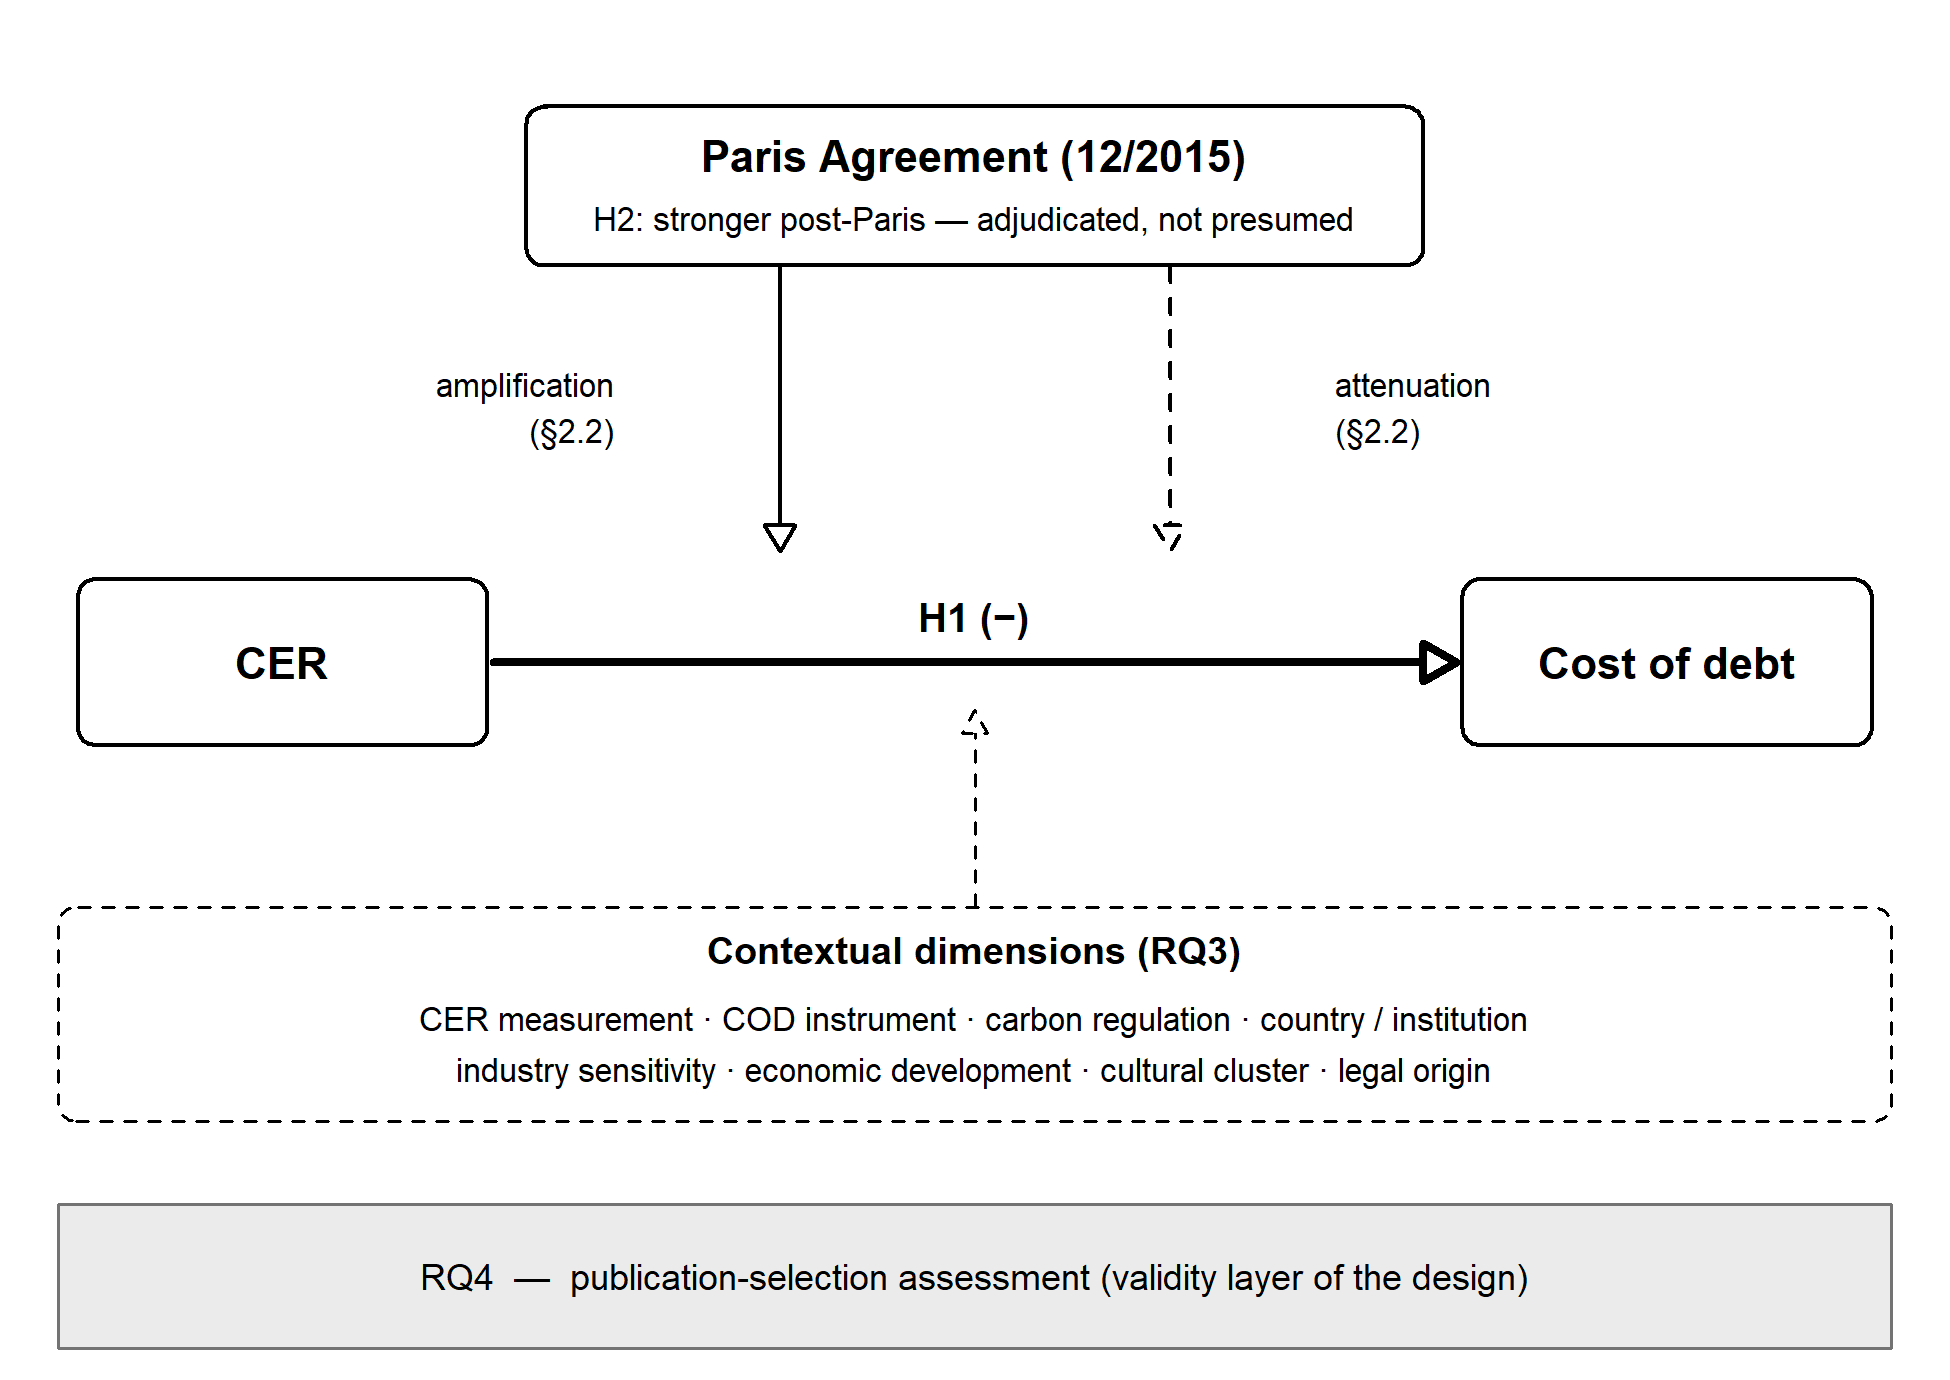 Paris Agreement (12/2015)
H2: stronger post-Paris — adjudicated, not presumed
amplification
(§2.2)
attenuation
(§2.2)
H1 (−)
CER
Cost of debt
Contextual dimensions (RQ3)
CER measurement · COD instrument · carbon regulation · country / institution
industry sensitivity · economic development · cultural cluster · legal origin
RQ4 — publication-selection assessment (validity layer of the design)